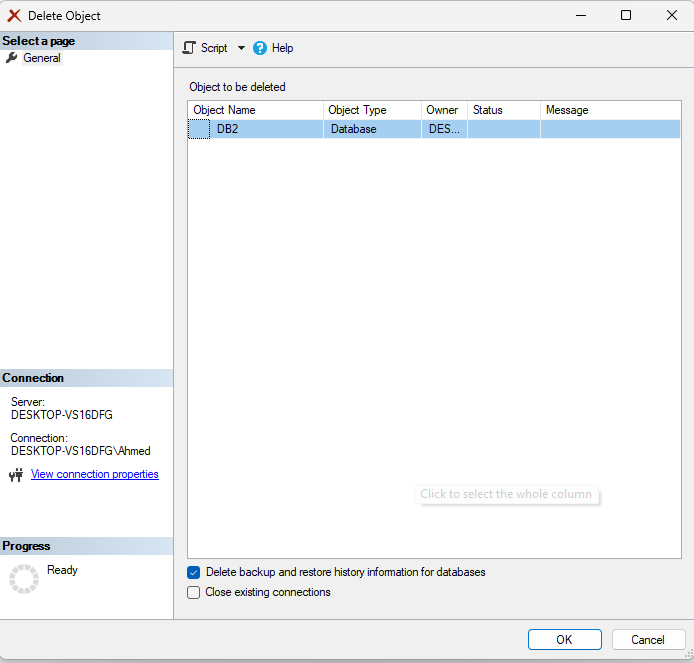 Delete Object
Select a page
General
Script
Help
Object to be deleted
Object Name Object Type Owner Status Message
DB2 Database DES...
Connection
Server:
DESKTOP-VS16DFG
Connection:
DESKTOP-VS16DFG\Ahmed
View connection properties
Click to select the whole column
Progress
Ready
Delete backup and restore history information for databases
Close existing connections
OK
Cancel